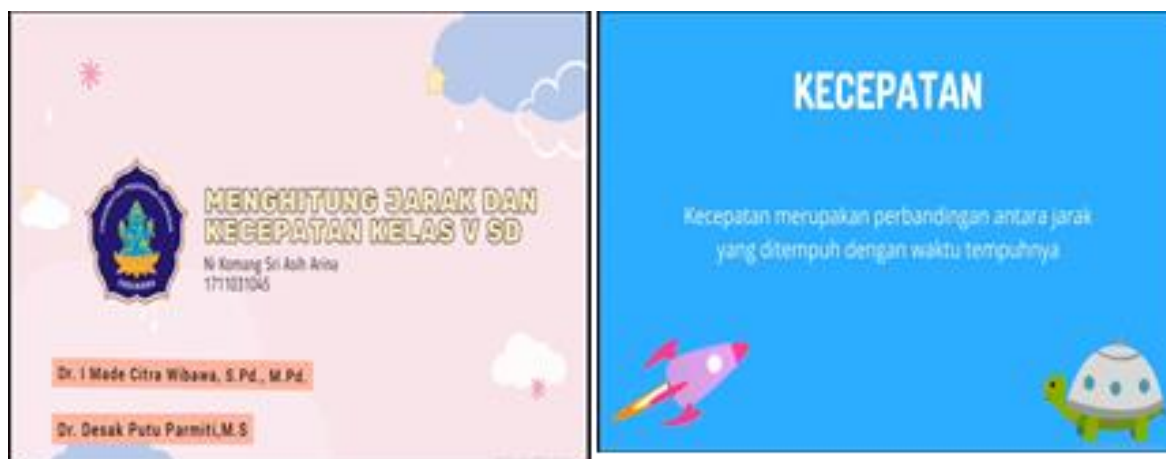 MENGHITUNG JARAK DAN
KECEPATAN KELAS V SD
Ni Komang Sri Asih Arina
1711031045
Dr. I Made Citra Wibawa, S.Pd., M.Pd.
Dr. Desak Putu Parmiti,M.S
KECEPATAN
Kecepatan merupakan perbandingan antara jarak
yang ditempuh dengan waktu tempuhnya